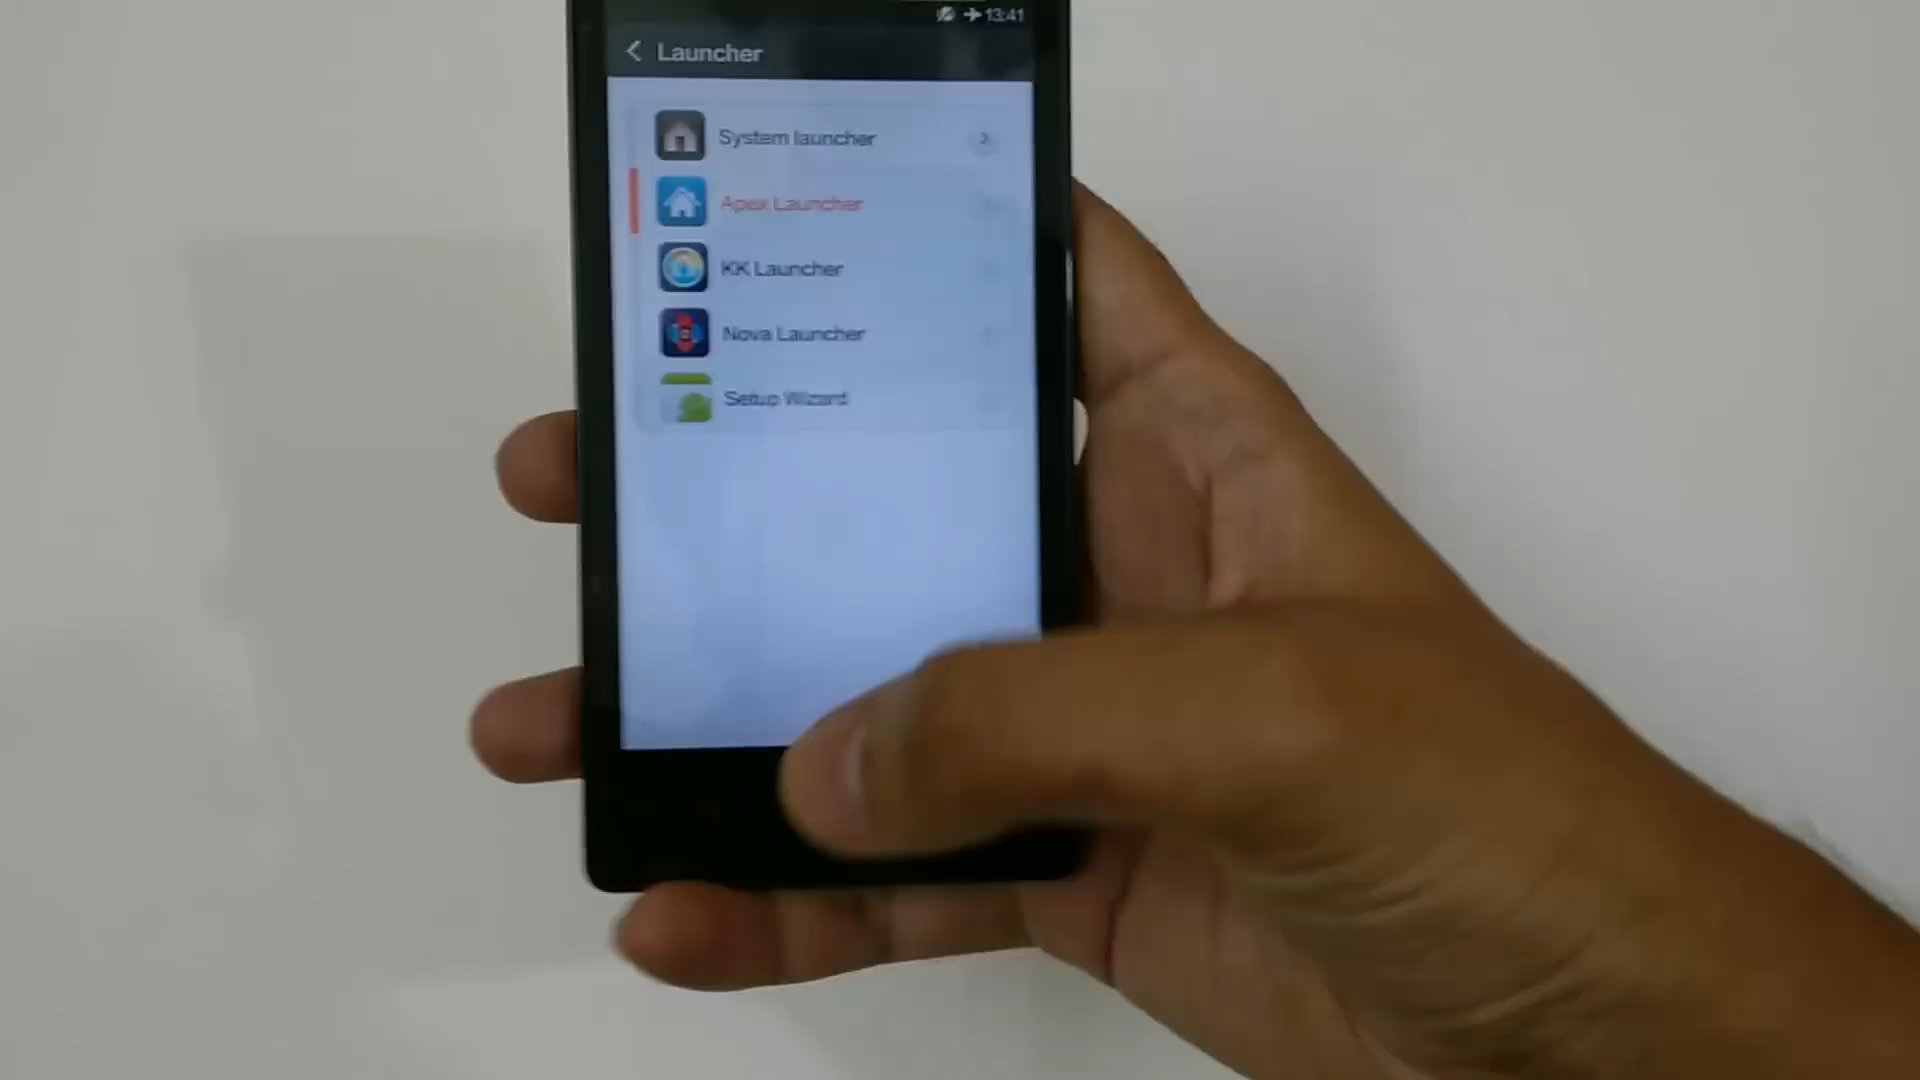 13:41
Launcher
System launcher
Apex Launcher
KK Launcher
Nova Launcher
Setup Wizard